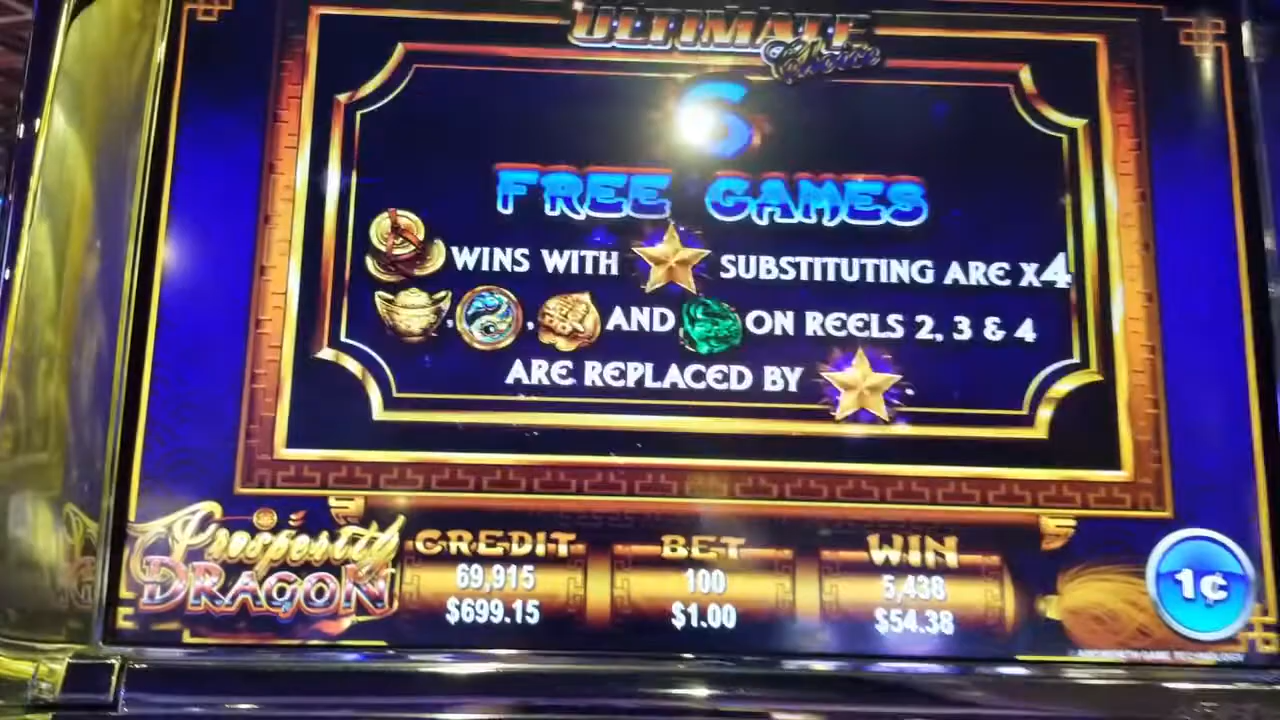 ULTIMATE
Choice
6
FREE GAMES
WINS WITH SUBSTITUTING ARE X4
, , AND ON REELS 2, 3 & 4
ARE REPLACED BY .
Prosperity
DRAGON
CREDIT
69,915
$699.15
BET
100
$1.00
WIN
5,438
$54.38
1¢